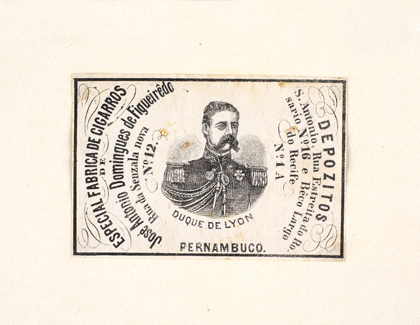 ESPECIAL FABRICA DE CIGARROS
DE
José Antonio Domingues de Figueirêdo
Rua da Senzala nova
Nº 12.
DUQUE DE LYON
PERNAMBUCO.
DEPOZITOS
S. Antonio, Rua Estreita do Ro
sario Nº 16 e Bêco Largo
do Recife
Nº 1 A